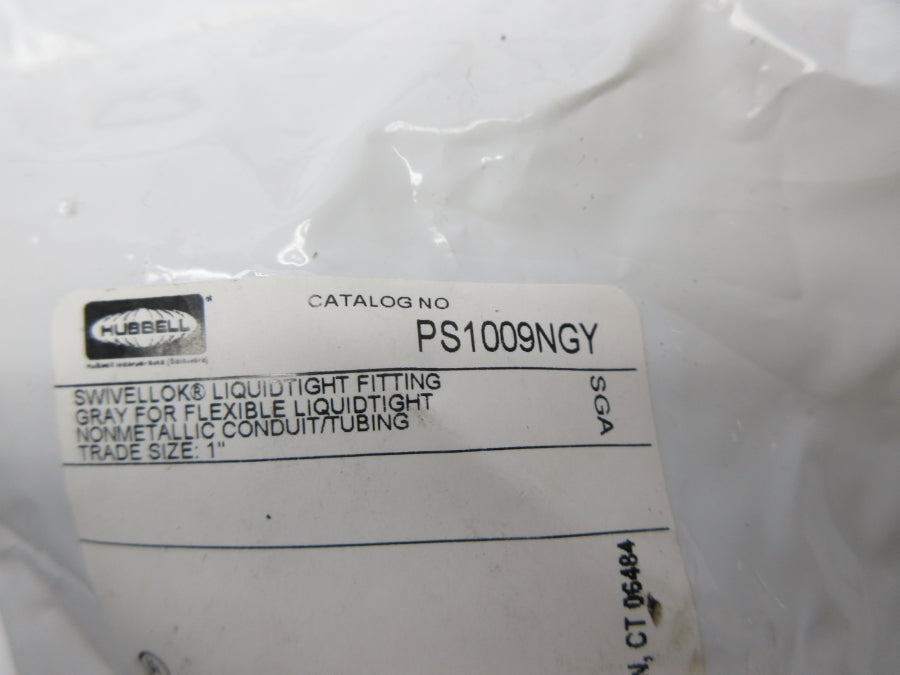 HUBBELL
CATALOG NO
PS1009NGY
SWIVELLOK® LIQUIDTIGHT FITTING
GRAY FOR FLEXIBLE LIQUIDTIGHT
NONMETALLIC CONDUIT/TUBING
TRADE SIZE: 1"
SGA
N, CT 06484